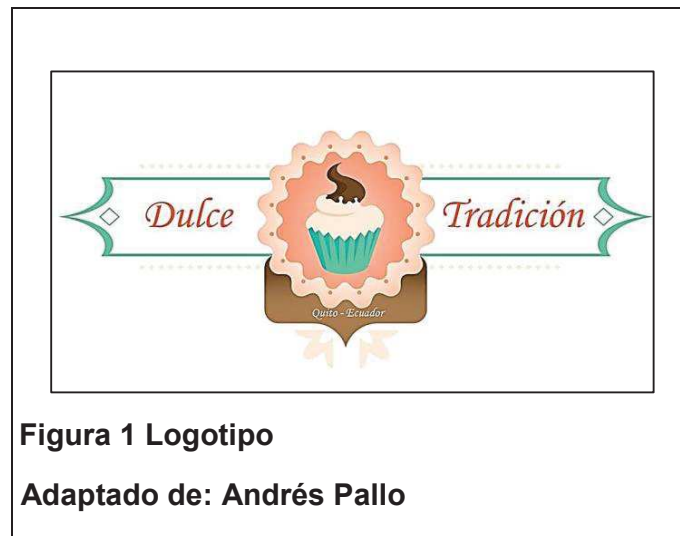 Dulce Tradición
Quito - Ecuador
Figura 1 Logotipo
Adaptado de: Andrés Pallo